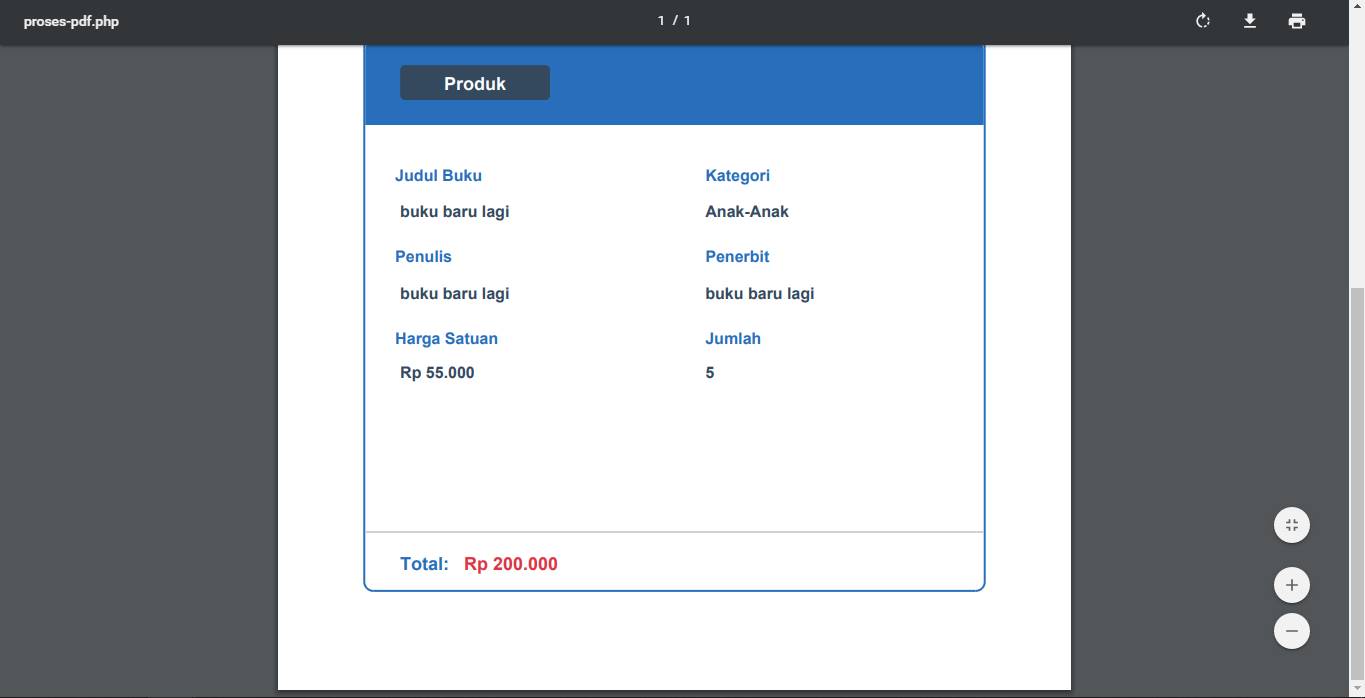 proses-pdf.php
1 / 1
Produk
Judul Buku
Kategori
buku baru lagi
Anak-Anak
Penulis
Penerbit
buku baru lagi
buku baru lagi
Harga Satuan
Jumlah
Rp 55.000
5
Total: Rp 200.000